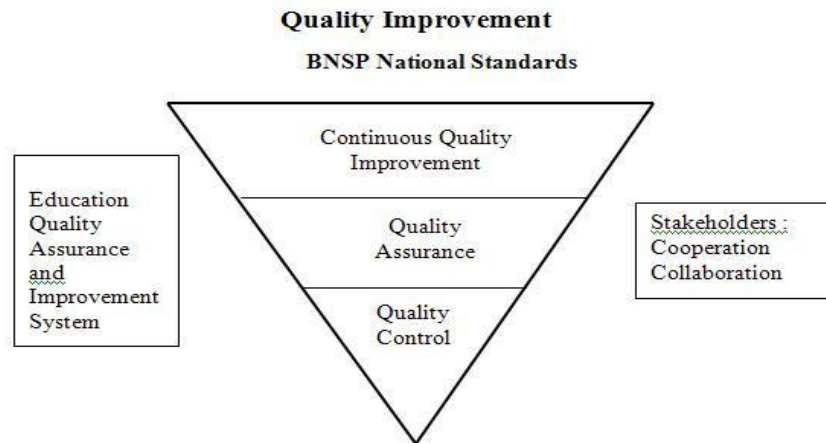 Quality Improvement
BNSP National Standards
Continuous Quality
Improvement
Education
Quality
Assurance
and
Improvement
System
Quality
Assurance
Stakeholders :
Cooperation
Collaboration
Quality
Control